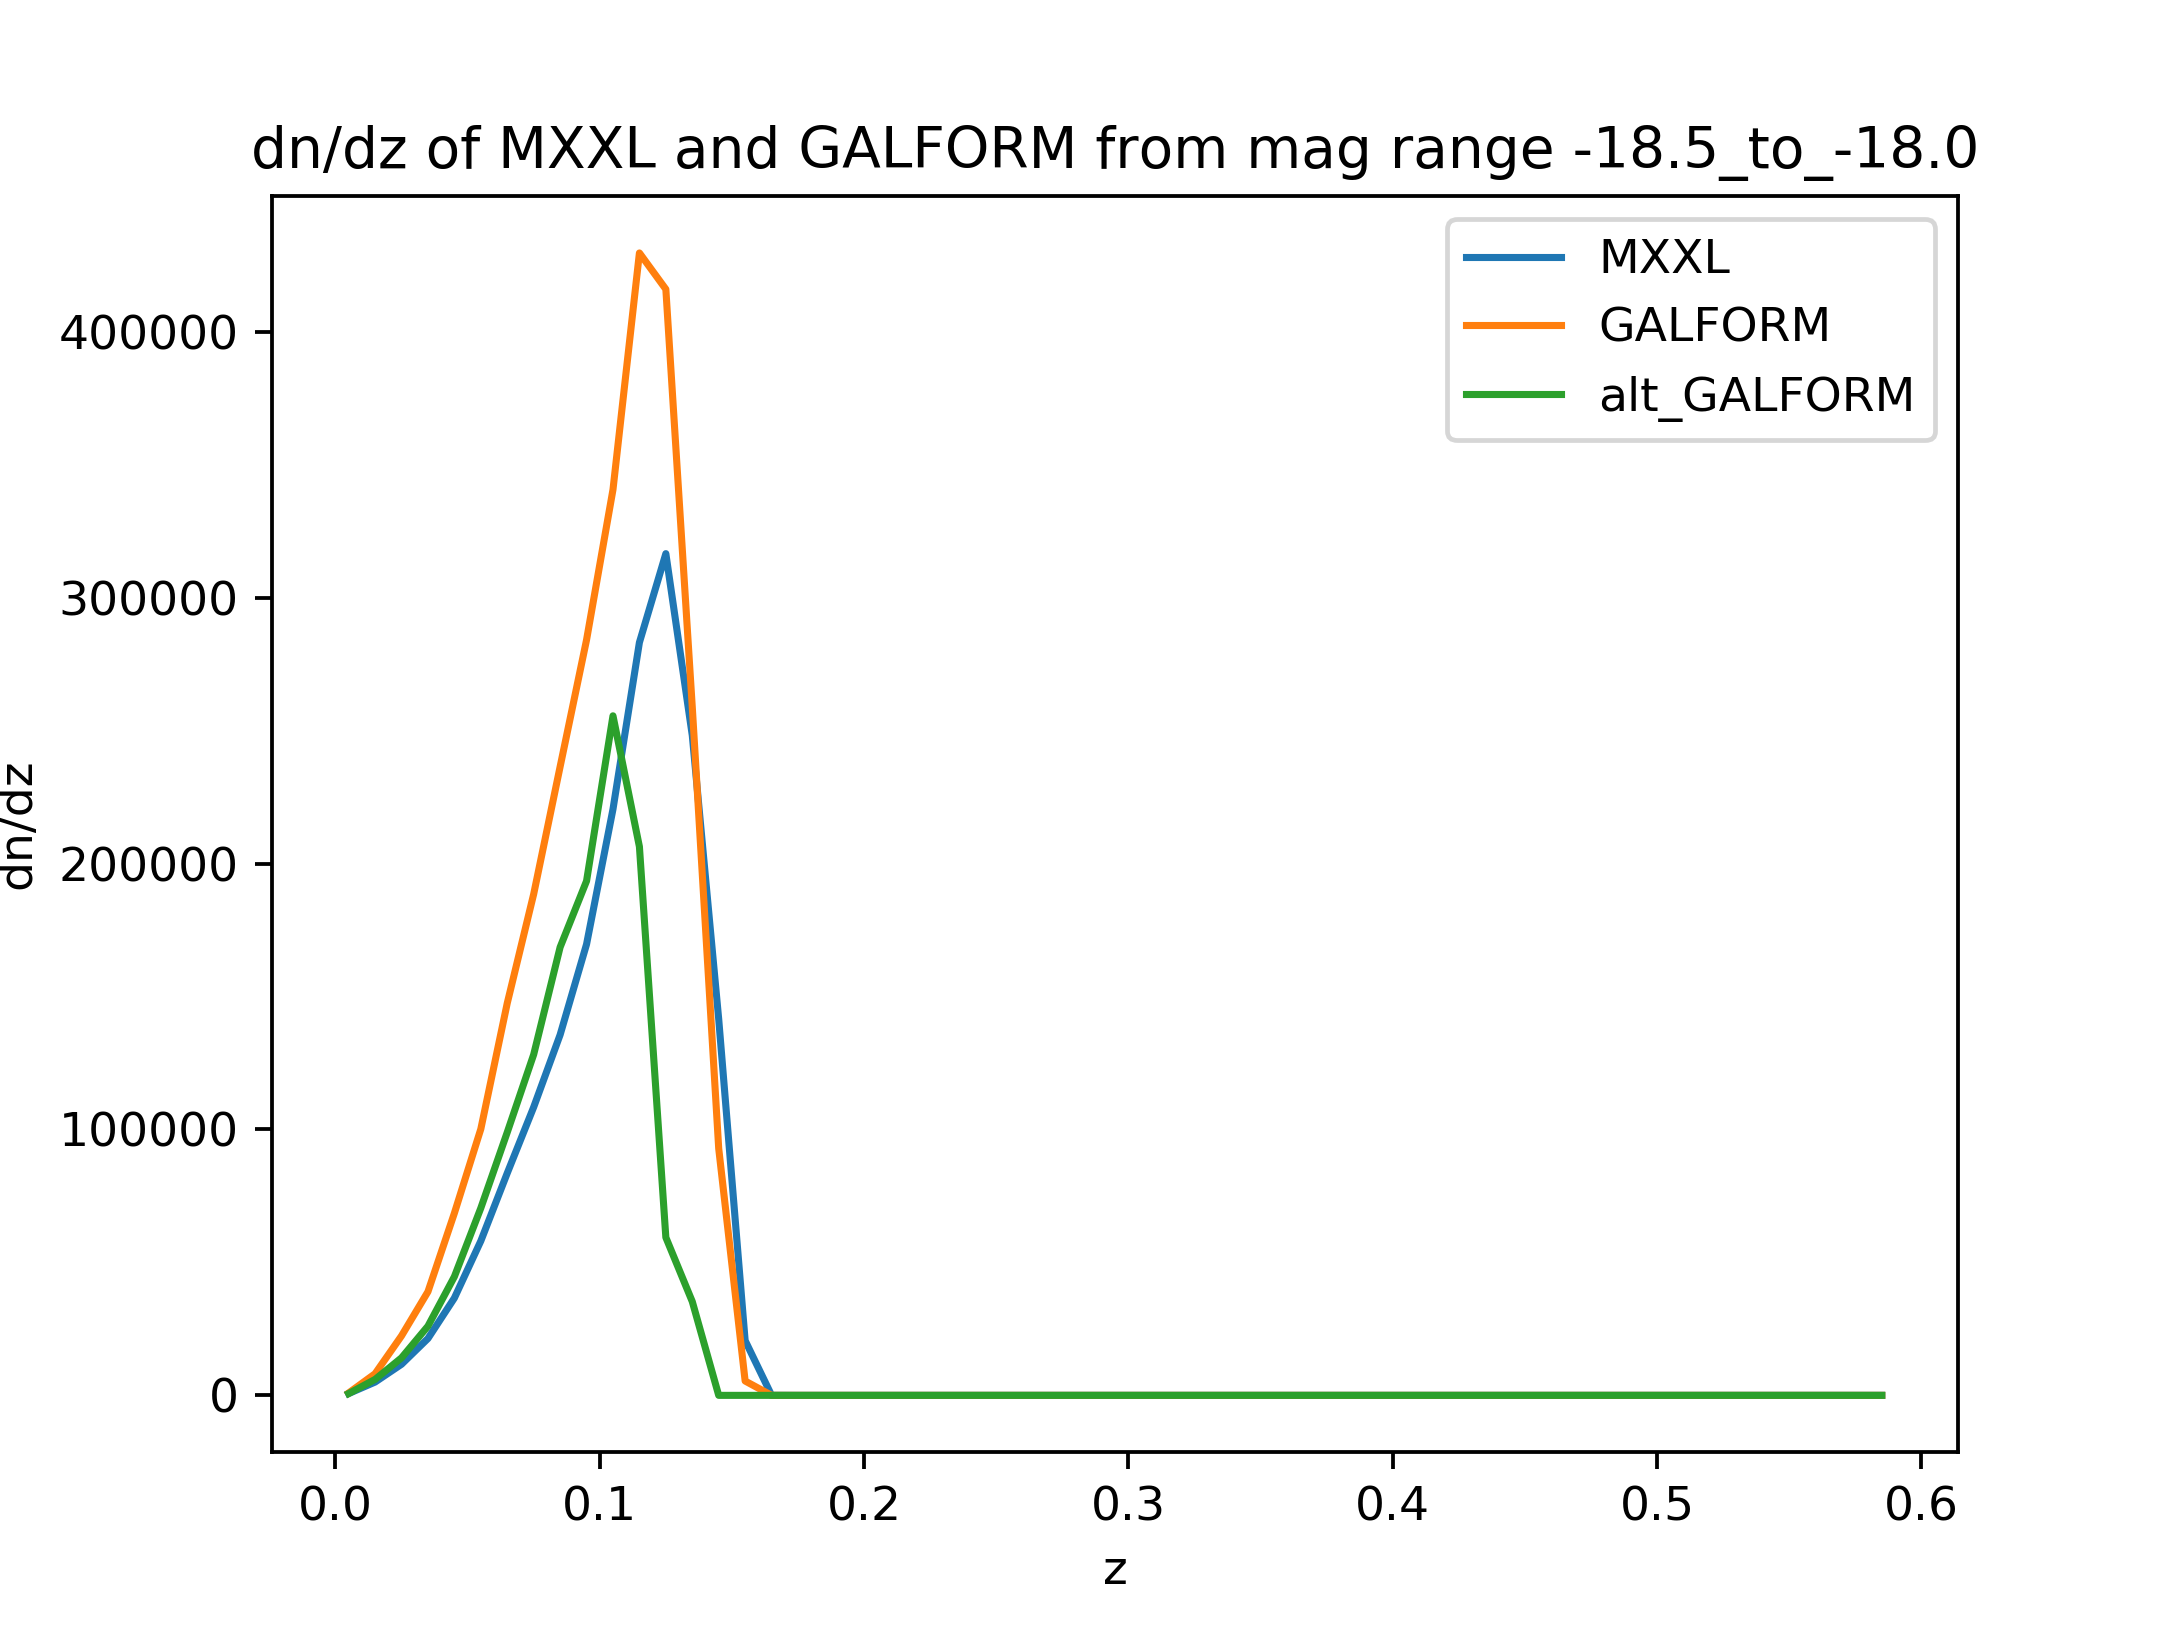 dn/dz of MXXL and GALFORM from mag range -18.5_to_-18.0
MXXL
GALFORM
alt_GALFORM
400000
300000
200000
100000
0
dn/dz
0.0 0.1 0.2 0.3 0.4 0.5 0.6
z